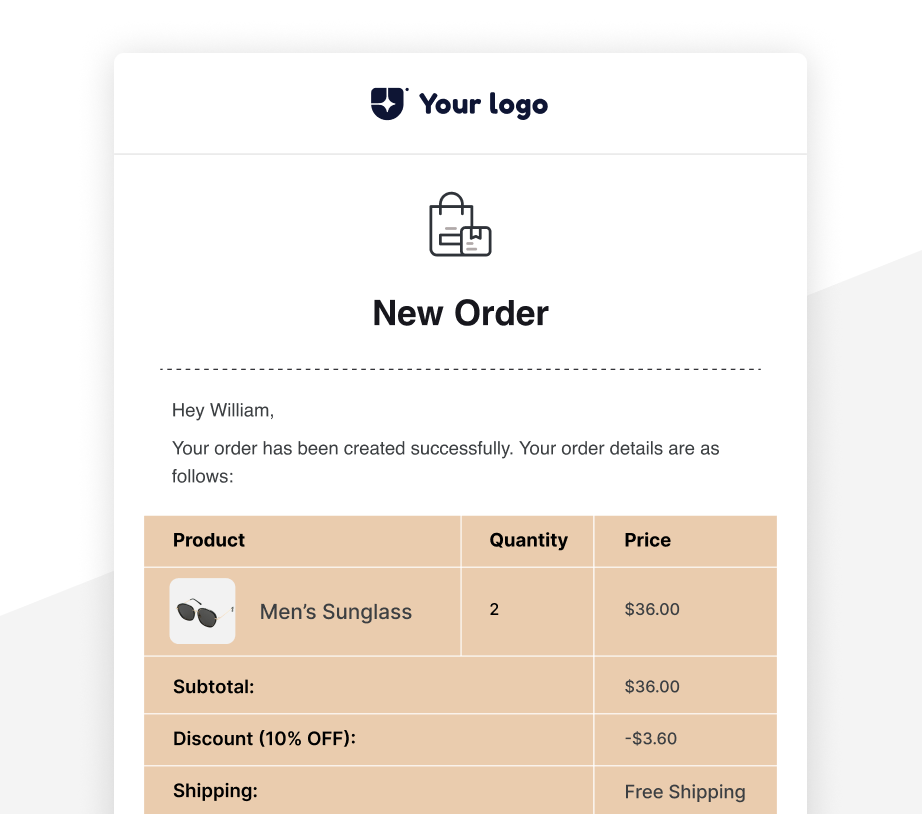 Your logo
New Order
Hey William,
Your order has been created successfully. Your order details are as
follows:
Product Quantity Price
Men’s Sunglass 2 $36.00
Subtotal: $36.00
Discount (10% OFF): -$3.60
Shipping: Free Shipping